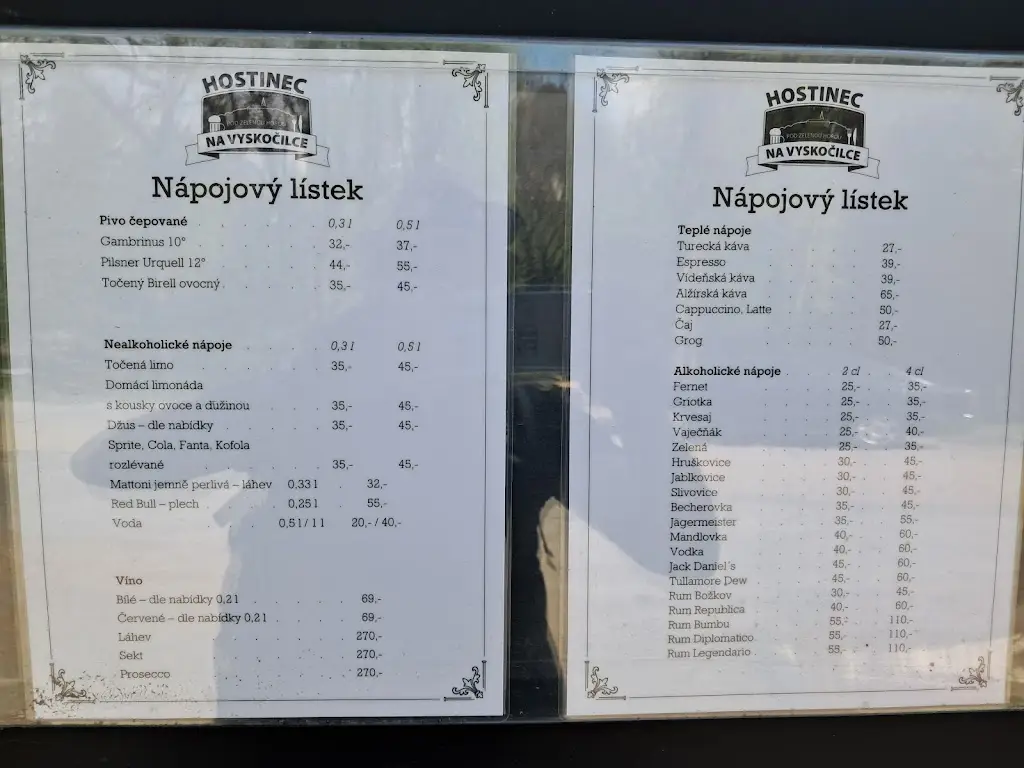 HOSTINEC
POD ZELENOU HOROU
NA VYSKOČILCE
Nápojový lístek
Pivo čepované . . . . . . 0,3 l 0,5 l
Gambrinus 10° . . . . . . 32,- 37,-
Pilsner Urquell 12° . . . . . 44,- 55,-
Točený Birell ovocný . . . . . 35,- 45,-
Nealkoholické nápoje . . . . 0,3 l 0,5 l
Točená limo . . . . . . 35,- 45,-
Domácí limonáda
s kousky ovoce a dužinou . . . . 35,- 45,-
Džus – dle nabídky . . . . . 35,- 45,-
Sprite, Cola, Fanta, Kofola
rozlévané . . . . . . 35,- 45,-
Mattoni jemně perlivá – láhev 0,33 l . 32,-
Red Bull – plech . . . 0,25 l . 55,-
Voda . . . . 0,5 l / 1 l 20,- / 40,-
Víno
Bílé – dle nabídky 0,2 l . . . . 69,-
Červené – dle nabídky 0,2 l . . . 69,-
Láhev . . . . . . 270,-
Sekt . . . . . . 270,-
Prosecco . . . . . . 270,-
HOSTINEC
POD ZELENOU HOROU
NA VYSKOČILCE
Nápojový lístek
Teplé nápoje
Turecká káva . . . . . 27,-
Espresso . . . . . 39,-
Vídeňská káva . . . . . 39,-
Alžírská káva . . . . . 65,-
Cappuccino, Latte . . . . 50,-
Čaj . . . . . 27,-
Grog . . . . . 50,-
Alkoholické nápoje . . . 2 cl . . 4 cl
Fernet . . . . 25,- . . 35,-
Griotka . . . . 25,- . . 35,-
Krvesaj . . . . 25,- . . 35,-
Vaječňák . . . . 25,- . . 40,-
Zelená . . . . 25,- . . 35,-
Hruškovice . . . . 30,- . . 45,-
Jablkovice . . . . 30,- . . 45,-
Slivovice . . . . 30,- . . 45,-
Becherovka . . . . 35,- . . 45,-
Jägermeister . . . . 35,- . . 55,-
Mandlovka . . . . 40,- . . 60,-
Vodka . . . . 40,- . . 60,-
Jack Daniel´s . . . . 45,- . . 60,-
Tullamore Dew . . . . 45,- . . 60,-
Rum Božkov . . . . 30,- . . 45,-
Rum Republica . . . . 40,- . . 60,-
Rum Bumbu . . . . 55,- . . 110,-
Rum Diplomatico . . . . 55,- . . 110,-
Rum Legendario . . . . 55,- . . 110,-